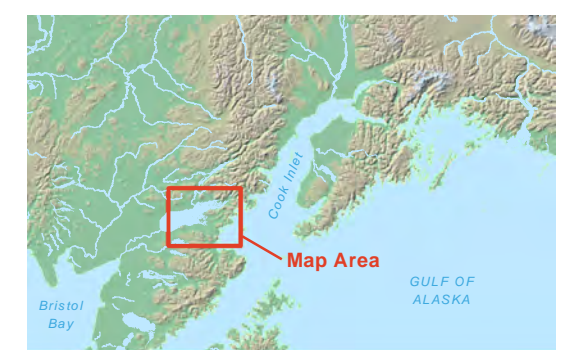 Cook Inlet
Map Area
GULF OF
ALASKA
Bristol
Bay